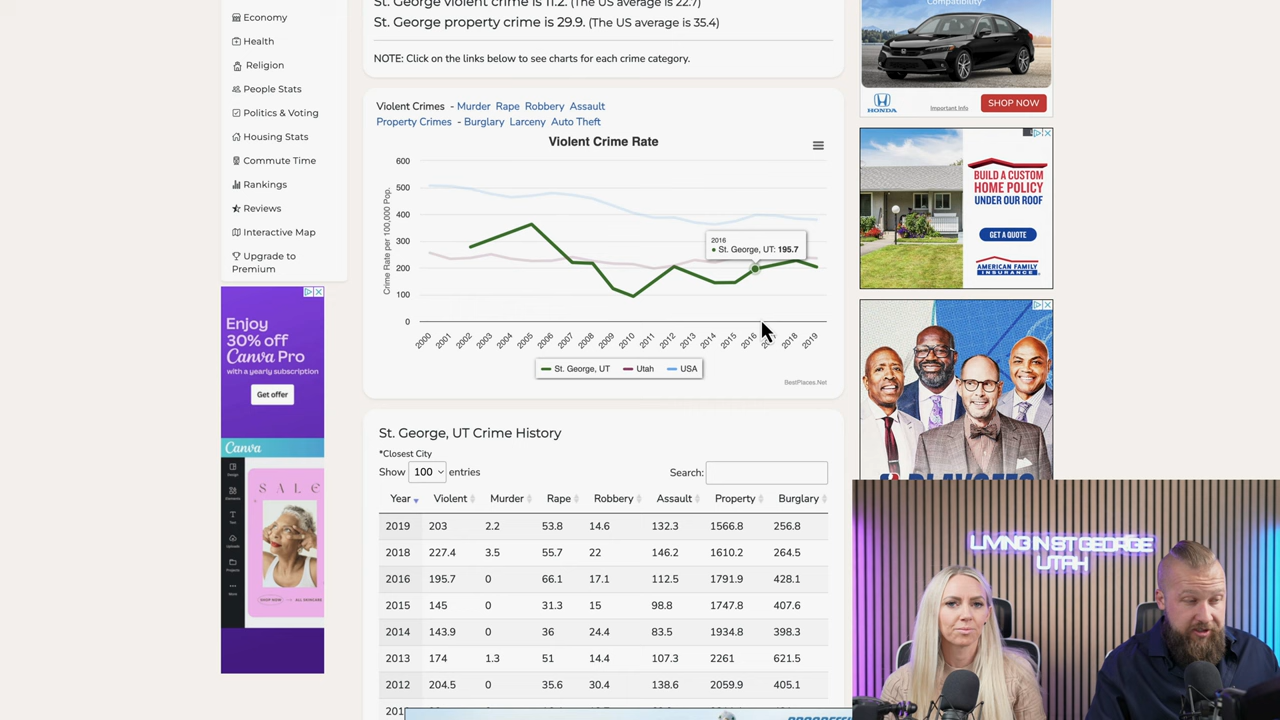 Economy
Health
Religion
People Stats
Politics & Voting
Housing Stats
Commute Time
Rankings
Reviews
Interactive Map
Upgrade to
Premium
Enjoy
30% off
Canva Pro
with a yearly subscription
Get offer
Canva
SALE
St. George violent crime is 11.2. (The US average is 22.7)
St. George property crime is 29.9. (The US average is 35.4)
NOTE: Click on the links below to see charts for each crime category.
Violent Crimes - Murder Rape Robbery Assault
Property Crimes - Burglary Larceny Auto Theft
Violent Crime Rate
Crime Rate per 100,000 Pop.
600
500
400
300
200
100
0
2016
St. George, UT: 195.7
2000 2001 2002 2003 2005 2006 2007 2008 2009 2010 2011 2012 2013 2014 2015 2016 2018 2019
St. George, UT Utah USA
BestPlaces.Net
St. George, UT Crime History
*Closest City
Show 100 entries Search:
Year Violent Murder Rape Robbery Assault Property Burglary
2019 203 2.2 53.8 14.6 132.3 1566.8 256.8
2018 227.4 3.5 55.7 22 146.2 1610.2 264.5
2016 195.7 0 66.1 17.1 112.5 1791.9 428.1
2015 145 0 31.3 15 98.8 1747.8 407.6
2014 143.9 0 36 24.4 83.5 1934.8 398.3
2013 174 1.3 51 14.4 107.3 2261 621.5
2012 204.5 0 35.6 30.4 138.6 2059.9 405.1
Compatibility
HONDA
Important Info
SHOP NOW
BUILD A CUSTOM
HOME POLICY
UNDER OUR ROOF
GET A QUOTE
AMERICAN FAMILY
INSURANCE
PLAYOFFS
LIVING IN ST GEORGE
UTAH